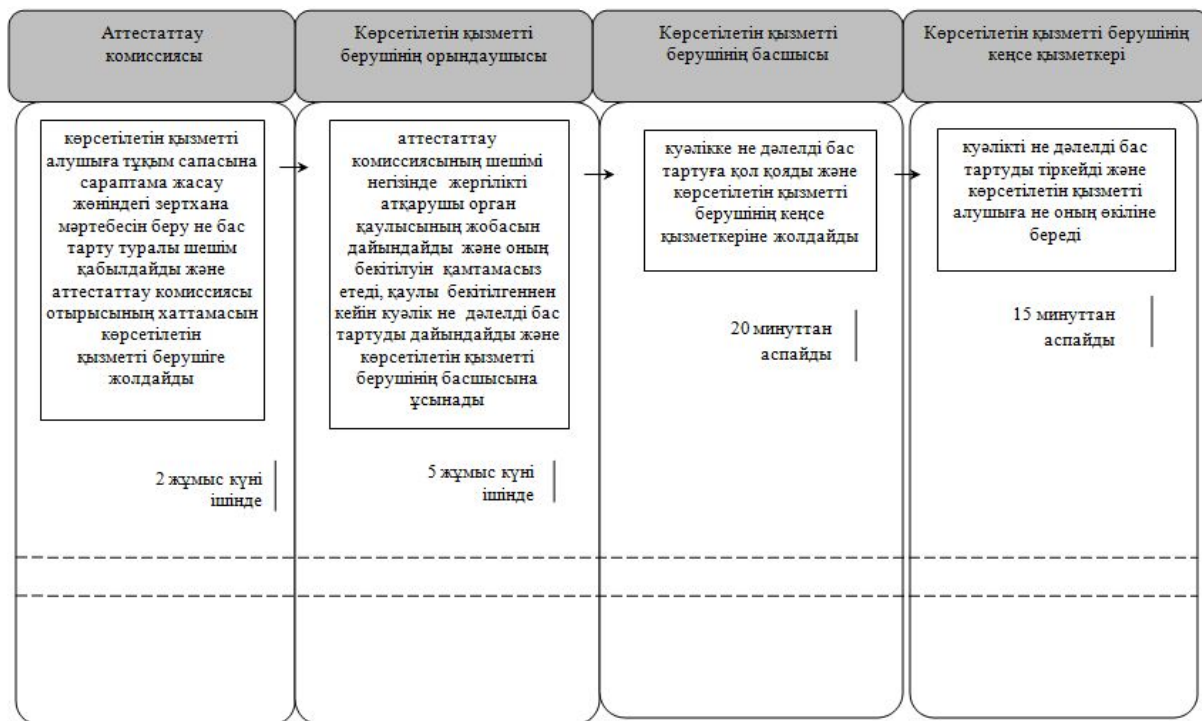 Аттестаттау
комиссиясы
Көрсетілетін қызметті
берушінің орындаушысы
Көрсетілетін қызметті
берушінің басшысы
Көрсетілетін қызметті берушінің
кеңсе қызметкері
көрсетілетін қызметті
алушыға тұқым сапасына
сараптама жасау
жөніндегі зертхана
мәртебесін беру не бас
тарту туралы шешім
қабылдайды және
аттестаттау комиссиясы
отырысының хаттамасын
көрсетілетін
қызметті берушіге
жолдайды
2 жұмыс күні
ішінде
аттестаттау
комиссиясының шешімі
негізінде жергілікті
атқарушы орган
қаулысының жобасын
дайындайды және оның
бекітілуін қамтамасыз
етеді, қаулы бекітілгеннен
кейін куәлік не дәлелді бас
тартуды дайындайды және
көрсетілетін қызметті
берушінің басшысына
ұсынады
5 жұмыс күні
ішінде
куәлікке не дәлелді бас
тартуға қол қояды және
көрсетілетін қызметті
берушінің кеңсе
қызметкеріне жолдайды
20 минуттан
аспайды
куәлікті не дәлелді бас
тартуды тіркейді және
көрсетілетін қызметті
алушыға не оның өкіліне
береді
15 минуттан
аспайды